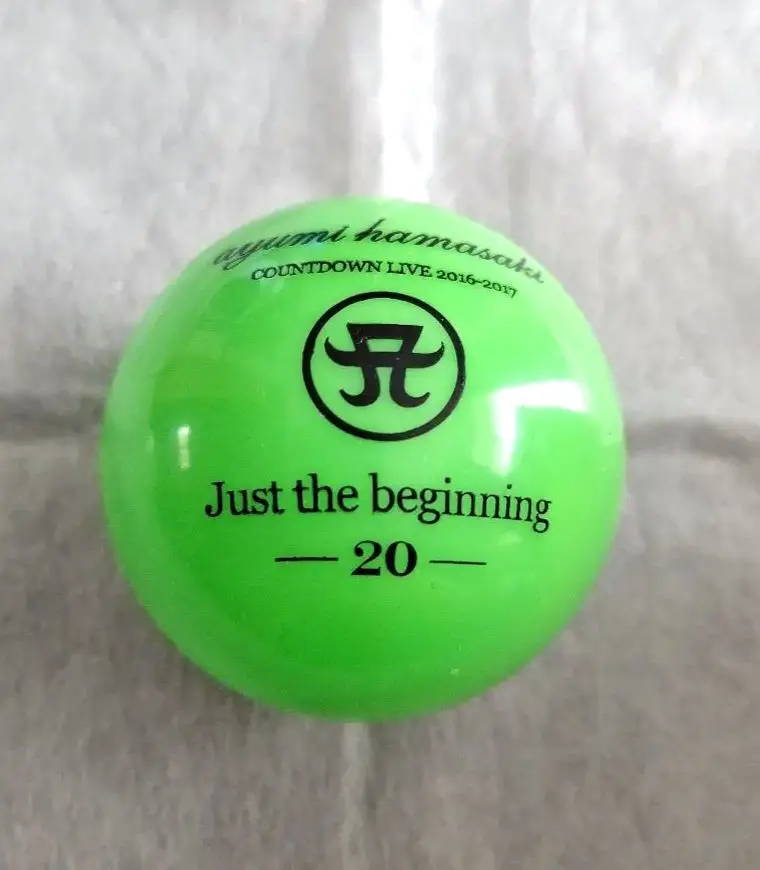 ayumi hamasaki
COUNTDOWN LIVE 2016-2017
Just the beginning
— 20 —